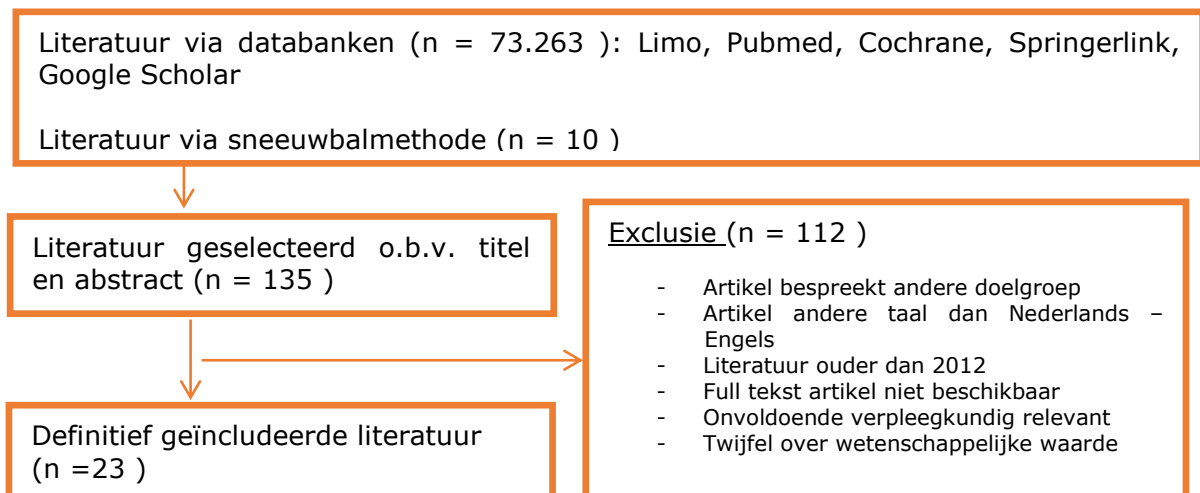 Literatuur via databanken (n = 73.263 ): Limo, Pubmed, Cochrane, Springerlink,
Google Scholar
Literatuur via sneeuwbalmethode (n = 10 )
Literatuur geselecteerd o.b.v. titel
en abstract (n = 135 )
Exclusie (n = 112 )
- Artikel bespreekt andere doelgroep
- Artikel andere taal dan Nederlands –
Engels
- Literatuur ouder dan 2012
- Full tekst artikel niet beschikbaar
- Onvoldoende verpleegkundig relevant
- Twijfel over wetenschappelijke waarde
Definitief geïncludeerde literatuur
(n =23 )